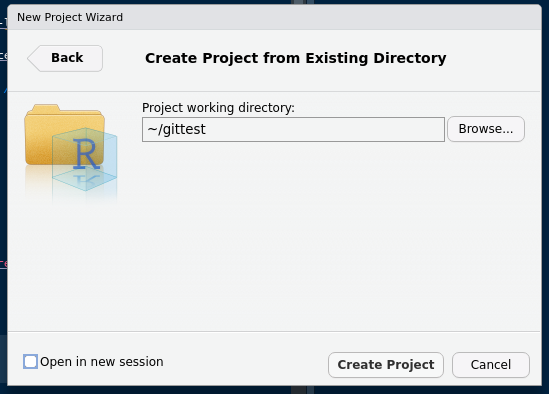 New Project Wizard
Back
Create Project from Existing Directory
Project working directory:
~/gittest
Browse...
R
Open in new session
Create Project
Cancel